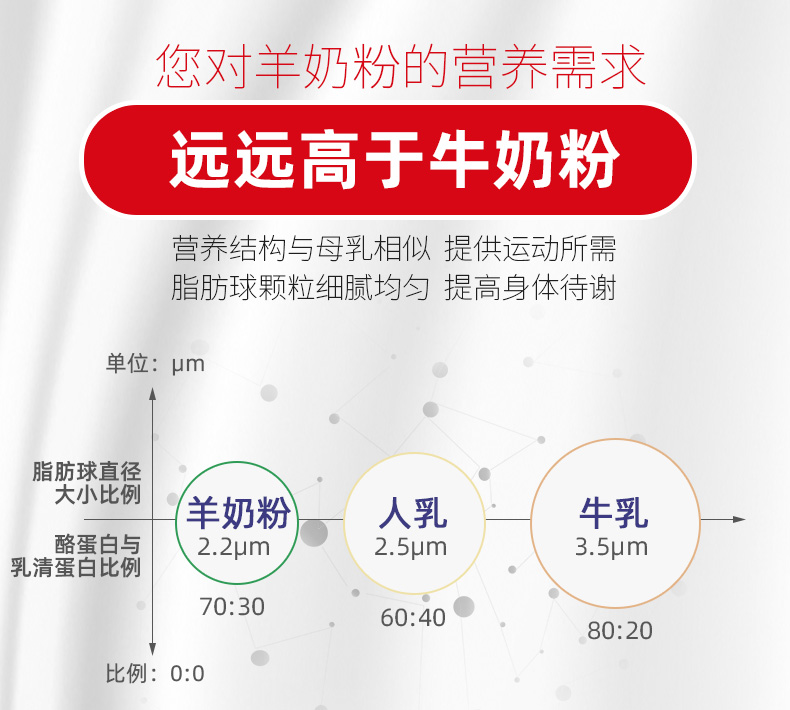 您对羊奶粉的营养需求
远远高于牛奶粉
营养结构与母乳相似 提供运动所需
脂肪球颗粒细腻均匀 提高身体待谢
单位：μm
脂肪球直径
大小比例
酪蛋白与
乳清蛋白比例
羊奶粉
2.2μm
70:30
人乳
2.5μm
60:40
牛乳
3.5μm
80:20
比例：0:0